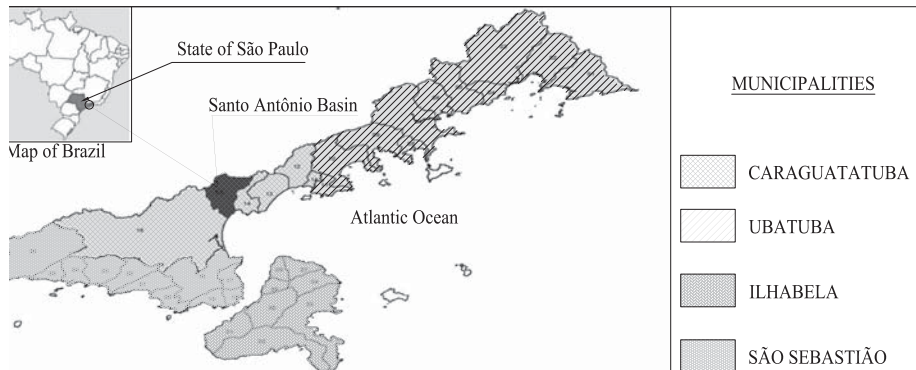 State of São Paulo
Santo Antônio Basin
Map of Brazil
Atlantic Ocean
MUNICIPALITIES
CARAGUATATUBA
UBATUBA
ILHABELA
SÃO SEBASTIÃO